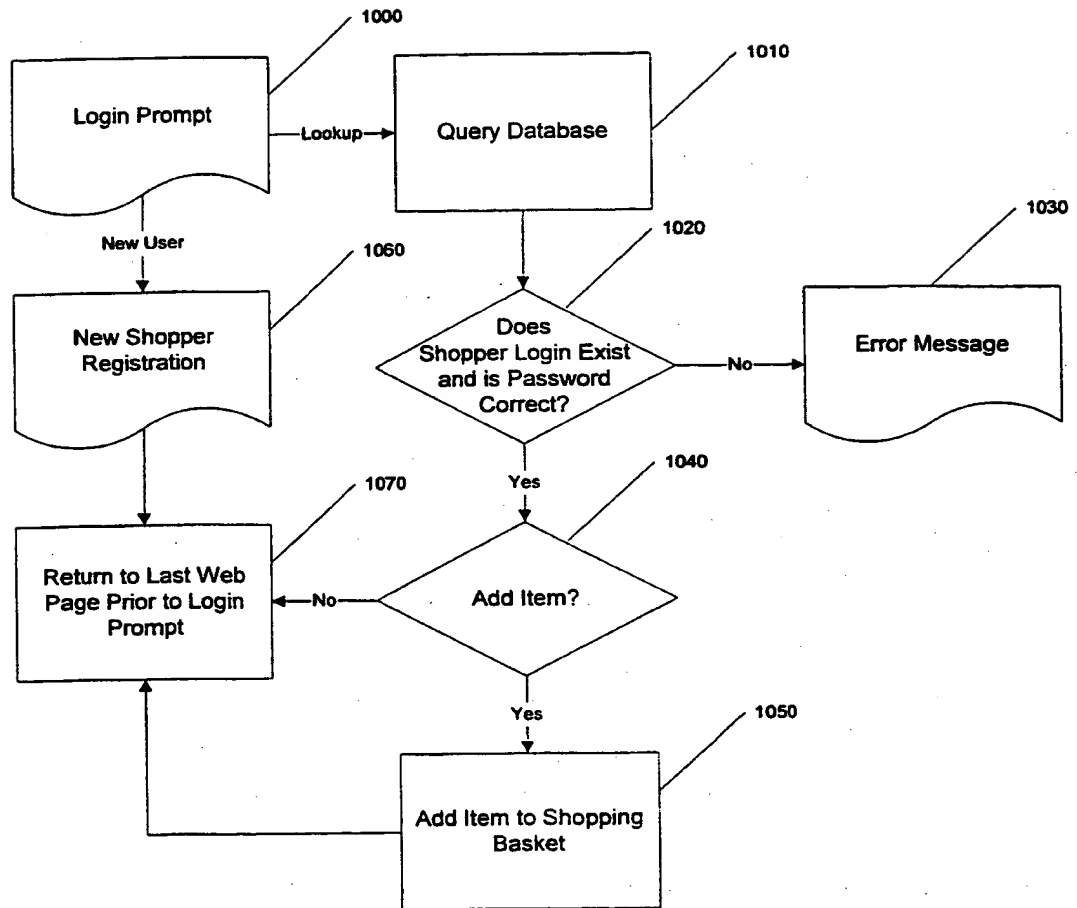 1000
Login Prompt
Lookup
Query Database
1010
New User
1060
New Shopper
Registration
1020
Does
Shopper Login Exist
and is Password
Correct?
No
1030
Error Message
Yes
1040
Add Item?
No
1070
Return to Last Web
Page Prior to Login
Prompt
Yes
1050
Add Item to Shopping
Basket